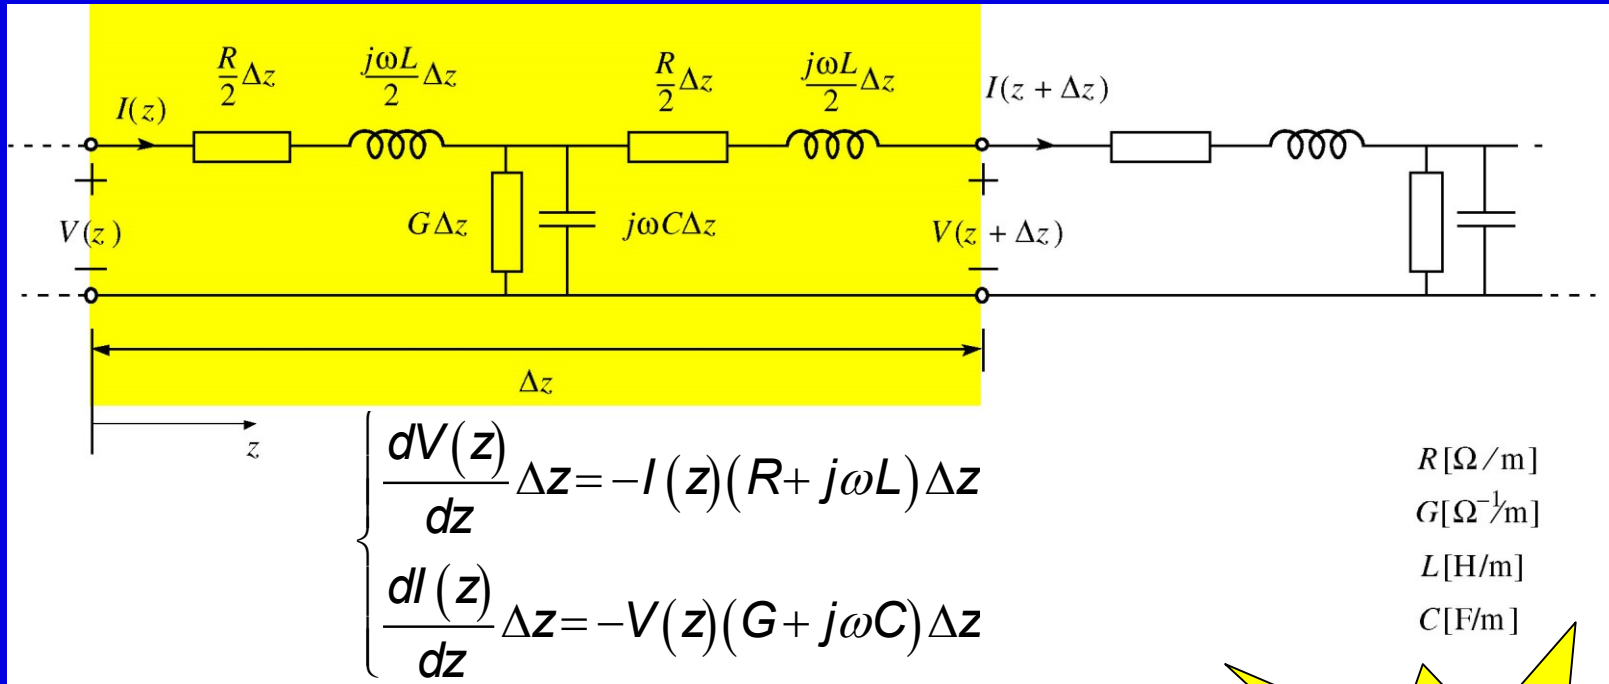 R/2 Δz jωL/2 Δz R/2 Δz jωL/2 Δz
I(z) I(z + Δz)
+ +
V(z) GΔz jωCΔz V(z + Δz)
− −
Δz
z
dV(z)/dz Δz=−I(z)(R+jωL)Δz
dI(z)/dz Δz=−V(z)(G+jωC)Δz
R[Ω/m]
G[Ω⁻¹/m]
L[H/m]
C[F/m]